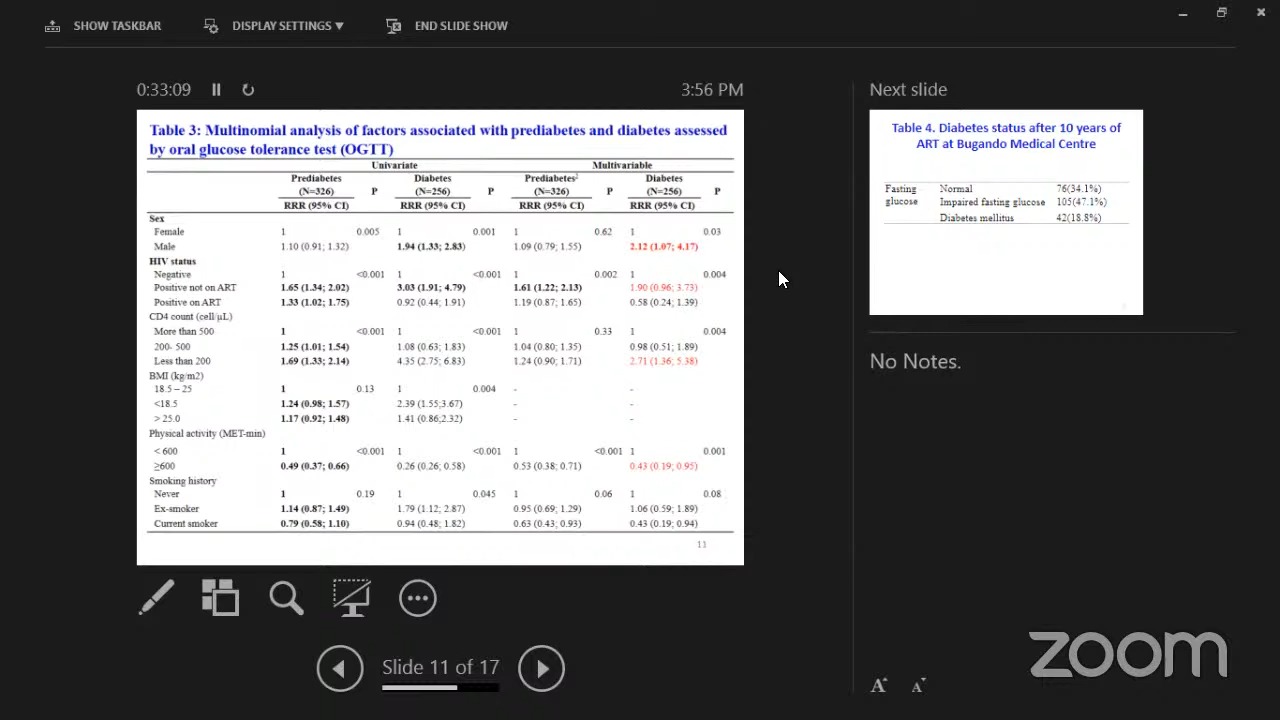 SHOW TASKBAR DISPLAY SETTINGS ▼ END SLIDE SHOW
0:33:09 3:56 PM
Table 3: Multinomial analysis of factors associated with prediabetes and diabetes assessed
by oral glucose tolerance test (OGTT)
Univariate Multivariable
Prediabetes Diabetes Prediabetes² Diabetes
(N=326) P (N=256) P (N=326) P (N=256) P
RRR (95% CI) RRR (95% CI) RRR (95% CI) RRR (95% CI)
Sex
Female 1 0.005 1 0.001 1 0.62 1 0.03
Male 1.10 (0.91; 1.32) 1.94 (1.33; 2.83) 1.09 (0.79; 1.55) 2.12 (1.07; 4.17)
HIV status
Negative 1 <0.001 1 <0.001 1 0.002 1 0.004
Positive not on ART 1.65 (1.34; 2.02) 3.03 (1.91; 4.79) 1.61 (1.22; 2.13) 1.90 (0.96; 3.73)
Positive on ART 1.33 (1.02; 1.75) 0.92 (0.44; 1.91) 1.19 (0.87; 1.65) 0.58 (0.24; 1.39)
CD4 count (cell/µL)
More than 500 1 <0.001 1 <0.001 1 0.33 1 0.004
200- 500 1.25 (1.01; 1.54) 1.08 (0.63; 1.83) 1.04 (0.80; 1.35) 0.98 (0.51; 1.89)
Less than 200 1.69 (1.33; 2.14) 4.35 (2.75; 6.83) 1.24 (0.90; 1.71) 2.71 (1.36; 5.38)
BMI (kg/m2)
18.5 – 25 1 0.13 1 0.004 - -
<18.5 1.24 (0.98; 1.57) 2.39 (1.55;3.67) - -
> 25.0 1.17 (0.92; 1.48) 1.41 (0.86;2.32) - -
Physical activity (MET-min)
< 600 1 <0.001 1 <0.001 1 <0.001 1 0.001
≥600 0.49 (0.37; 0.66) 0.26 (0.26; 0.58) 0.53 (0.38; 0.71) 0.43 (0.19; 0.95)
Smoking history
Never 1 0.19 1 0.045 1 0.06 1 0.08
Ex-smoker 1.14 (0.87; 1.49) 1.79 (1.12; 2.87) 0.95 (0.69; 1.29) 1.06 (0.59; 1.89)
Current smoker 0.79 (0.58; 1.10) 0.94 (0.48; 1.82) 0.63 (0.43; 0.93) 0.43 (0.19; 0.94)
11
Slide 11 of 17
Next slide
Table 4. Diabetes status after 10 years of
ART at Bugando Medical Centre
Fasting Normal 76(34.1%)
glucose Impaired fasting glucose 105(47.1%)
Diabetes mellitus 42(18.8%)
No Notes.
A A
zoom